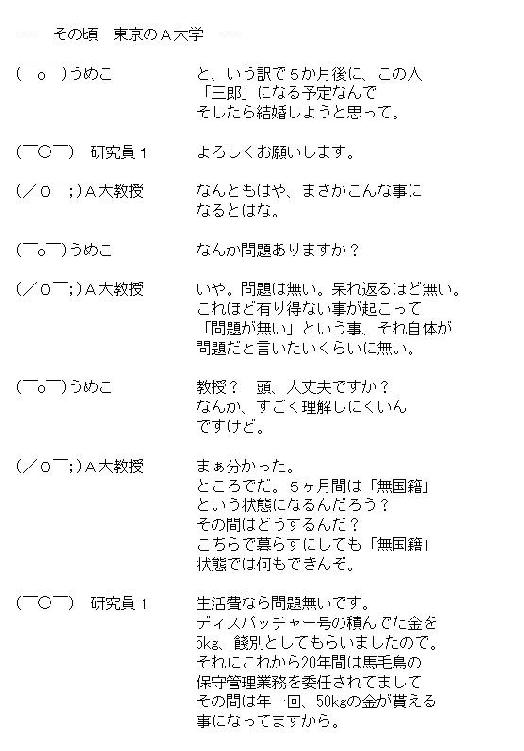 その頃　東京のＡ大学
(　ｏ　)うめこ　と、いう訳で５か月後に、この人
「三郎」になる予定なんで
そしたら結婚しようと思って。
(￣○￣)　研究員１　よろしくお願いします。
(／０　；)Ａ大教授　なんともはや、まさかこんな事に
なるとはな。
(￣ｏ￣)うめこ　なんか問題ありますか？
(／０￣；)Ａ大教授　いや。問題は無い。呆れ返るほど無い。
これほど有り得ない事が起こって
「問題が無い」という事、それ自体が
問題だと言いたいくらいに無い。
(￣ｏ￣)うめこ　教授？　頭、大丈夫ですか？
なんか、すごく理解しにくいん
ですけど。
(／０￣；)Ａ大教授　まぁ分かった。
ところでだ。５ヶ月間は「無国籍」
という状態になるんだろう？
その間はどうするんだ？
こちらで暮らすにしても「無国籍」
状態では何もできんぞ。
(￣○￣)　研究員１　生活費なら問題無いです。
ディスパッチャー号の積んでた金を
5kg、餞別としてもらいましたので。
それにこれから20年間は馬毛島の
保守管理業務を委任されてまして
その間は年一回、50kgの金が貰える
事になってますから。